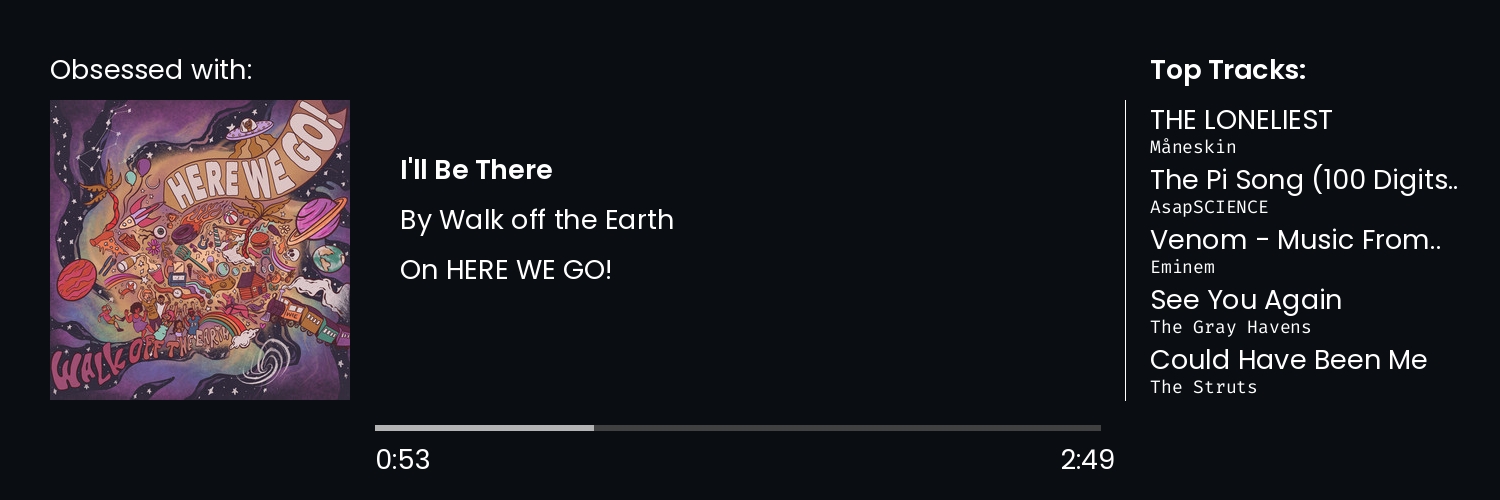 Obsessed with:
HERE WE GO!
WALK OFF THE EARTH
I'll Be There
By Walk off the Earth
On HERE WE GO!
0:53
2:49
Top Tracks:
THE LONELIEST
Måneskin
The Pi Song (100 Digits..
AsapSCIENCE
Venom - Music From..
Eminem
See You Again
The Gray Havens
Could Have Been Me
The Struts